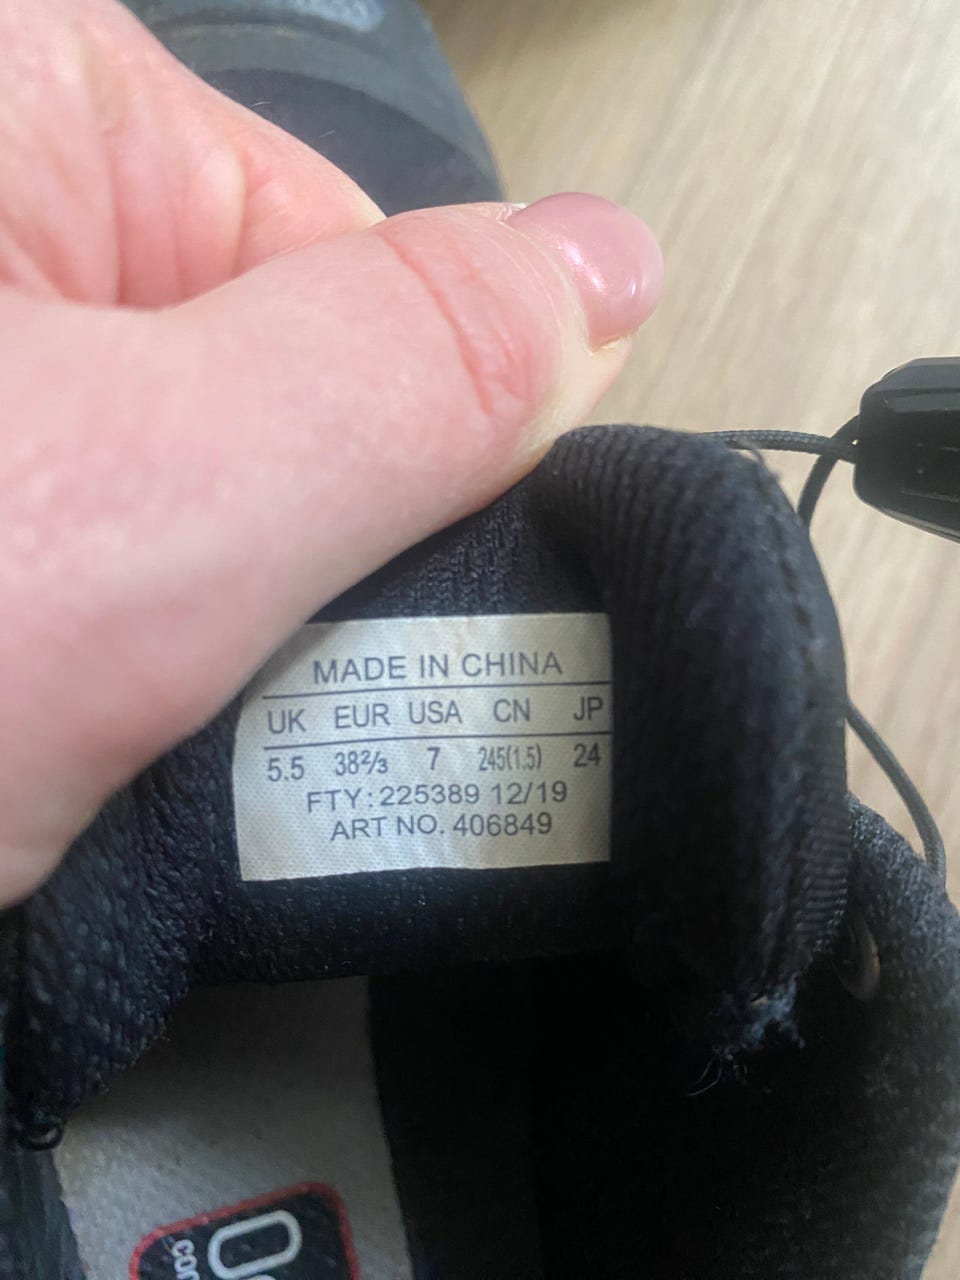 MADE IN CHINA
UK EUR USA CN JP
5.5 38⅔ 7 245(1.5) 24
FTY: 225389 12/19
ART NO. 406849